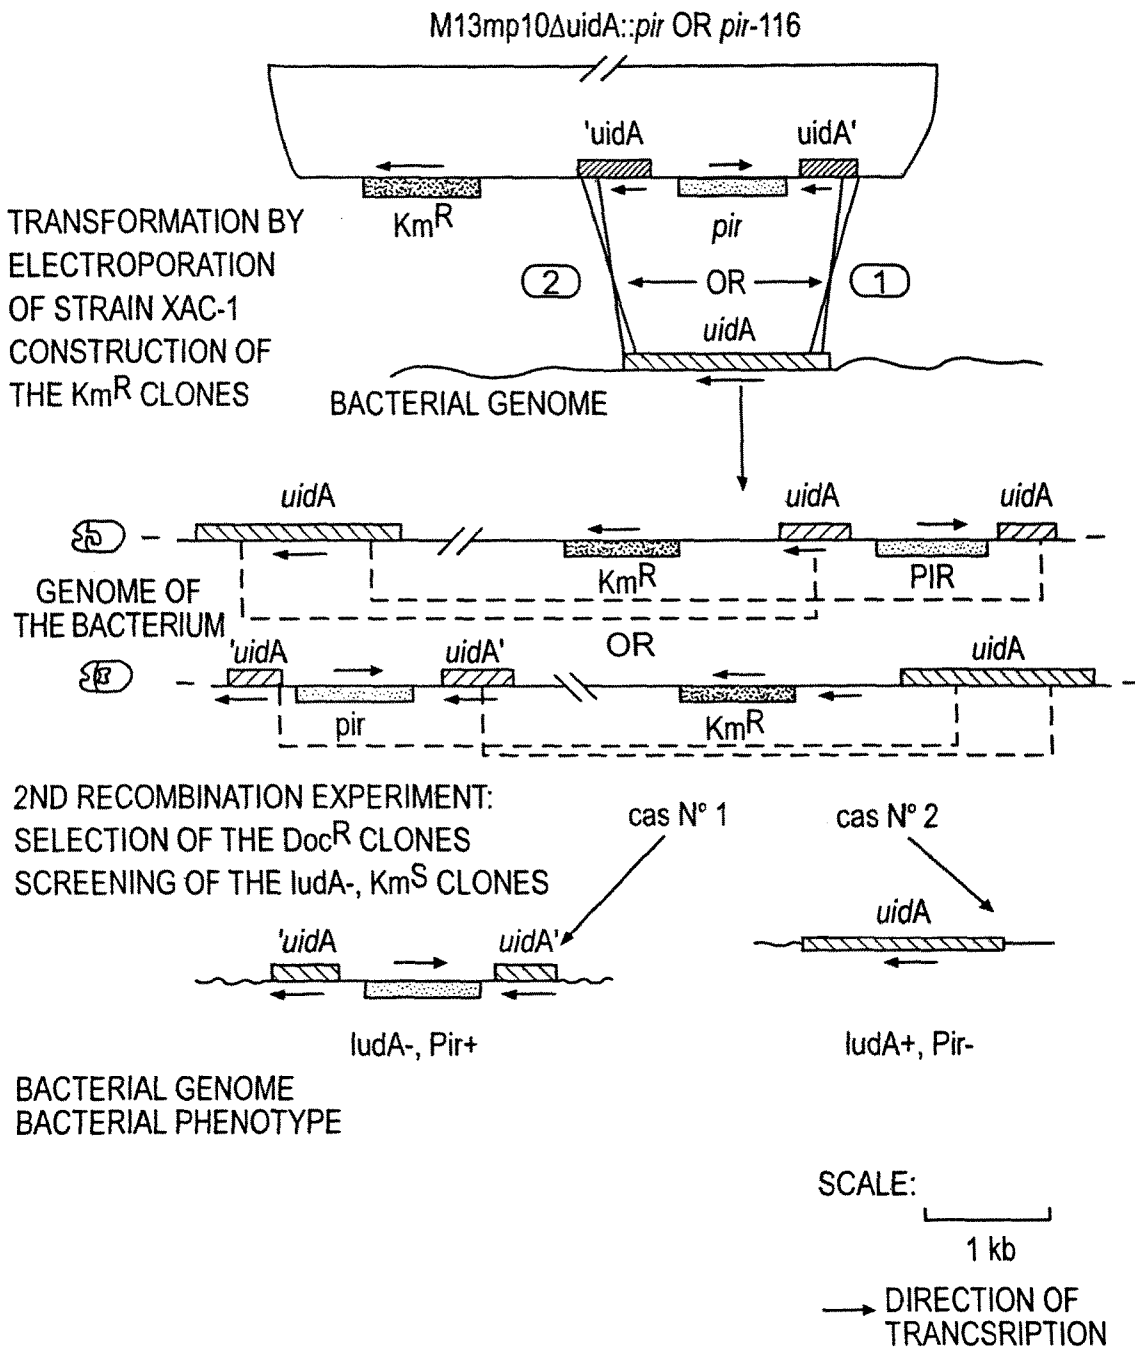 M13mp10ΔuidA::pir OR pir-116
'uidA
uidA'
KmR
pir
TRANSFORMATION BY
ELECTROPORATION
OF STRAIN XAC-1
CONSTRUCTION OF
THE KmR CLONES
2
OR
1
uidA
BACTERIAL GENOME
uidA
uidA
uidA
KmR
PIR
GENOME OF
THE BACTERIUM
OR
'uidA
uidA'
uidA
pir
KmR
2ND RECOMBINATION EXPERIMENT:
SELECTION OF THE DocR CLONES
SCREENING OF THE IudA-, KmS CLONES
cas N° 1
cas N° 2
'uidA
uidA'
uidA
IudA-, Pir+
IudA+, Pir-
BACTERIAL GENOME
BACTERIAL PHENOTYPE
SCALE:
1 kb
DIRECTION OF
TRANCSRIPTION